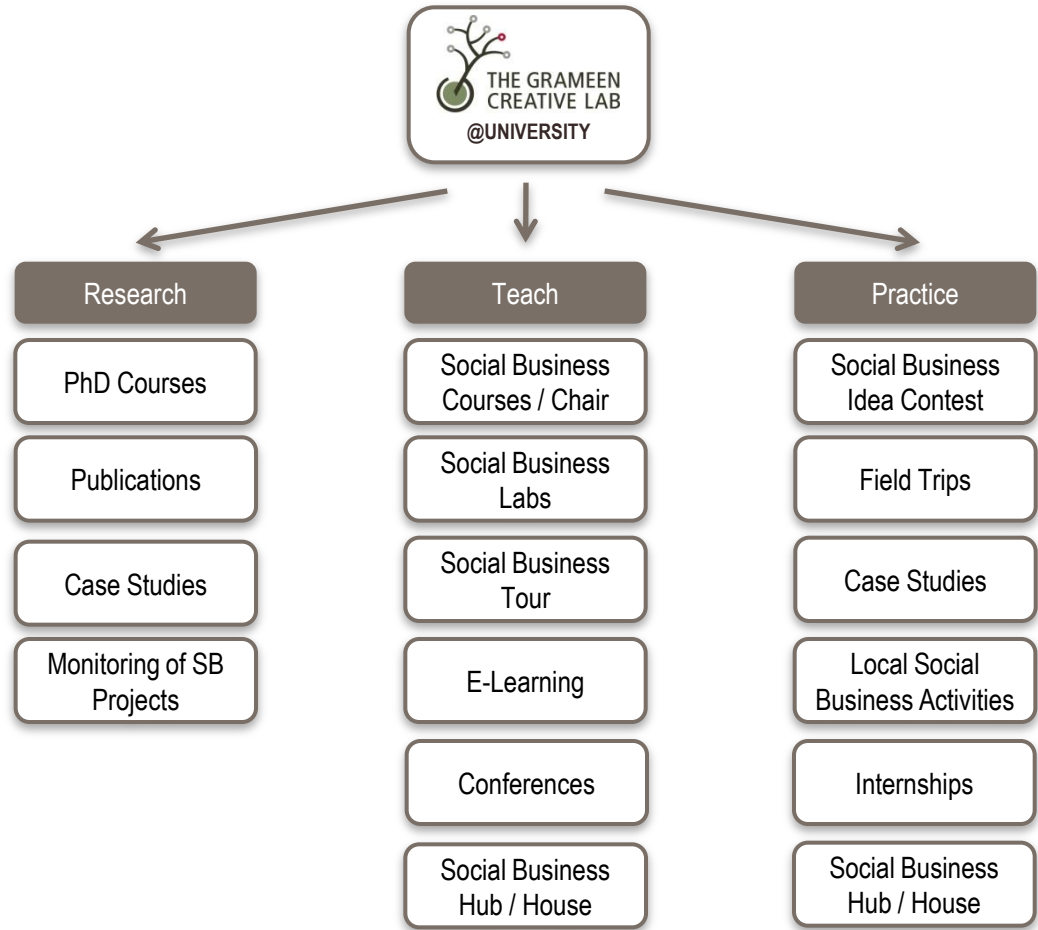 THE GRAMEEN
CREATIVE LAB
@UNIVERSITY
Research
PhD Courses
Publications
Case Studies
Monitoring of SB
Projects
Teach
Social Business
Courses / Chair
Social Business
Labs
Social Business
Tour
E-Learning
Conferences
Social Business
Hub / House
Practice
Social Business
Idea Contest
Field Trips
Case Studies
Local Social
Business Activities
Internships
Social Business
Hub / House